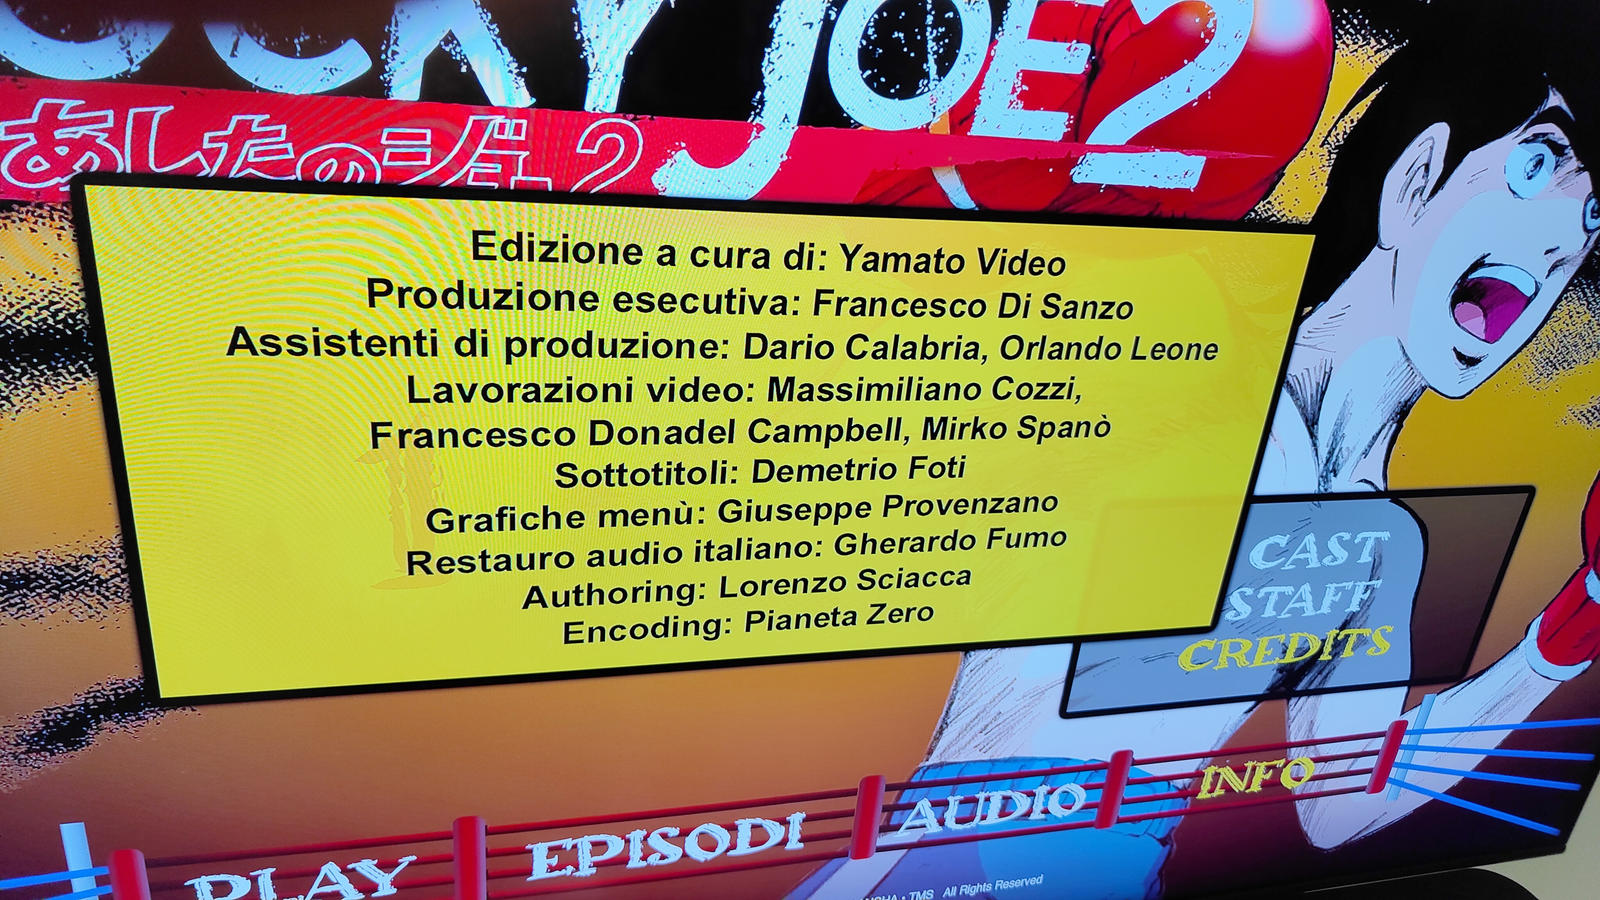 JOE 2
あしたのジョー2
Edizione a cura di: Yamato Video
Produzione esecutiva: Francesco Di Sanzo
Assistenti di produzione: Dario Calabria, Orlando Leone
Lavorazioni video: Massimiliano Cozzi,
Francesco Donadel Campbell, Mirko Spanò
Sottotitoli: Demetrio Foti
Grafiche menù: Giuseppe Provenzano
Restauro audio italiano: Gherardo Fumo
Authoring: Lorenzo Sciacca
Encoding: Pianeta Zero
CAST
STAFF
CREDITS
PLAY
EPISODI
AUDIO
INFO
TMS All Rights Reserved